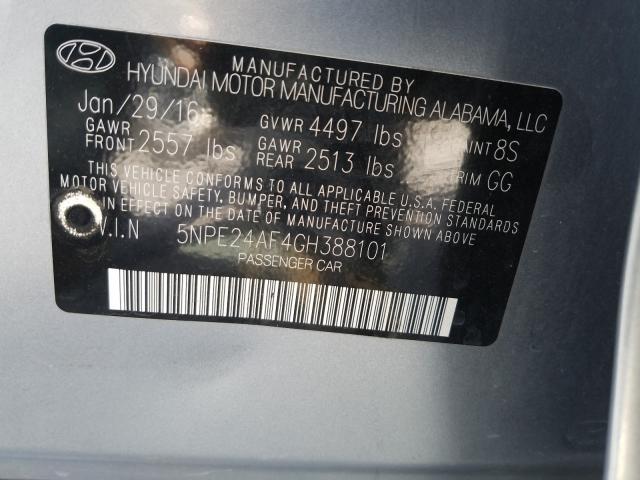 MANUFACTURED BY
HYUNDAI MOTOR MANUFACTURING ALABAMA, LLC
Jan/29/16 GVWR 4497 lbs 8S
GAWR FRONT 2557 lbs GAWR REAR 2513 lbs TRIM GG
THIS VEHICLE CONFORMS TO ALL APPLICABLE U.S.A. FEDERAL
MOTOR VEHICLE SAFETY, BUMPER, AND THEFT PREVENTION STANDARDS
IN EFFECT ON THE DATE OF MANUFACTURE SHOWN ABOVE.
V.I.N 5NPE24AF4GH388101
PASSENGER CAR